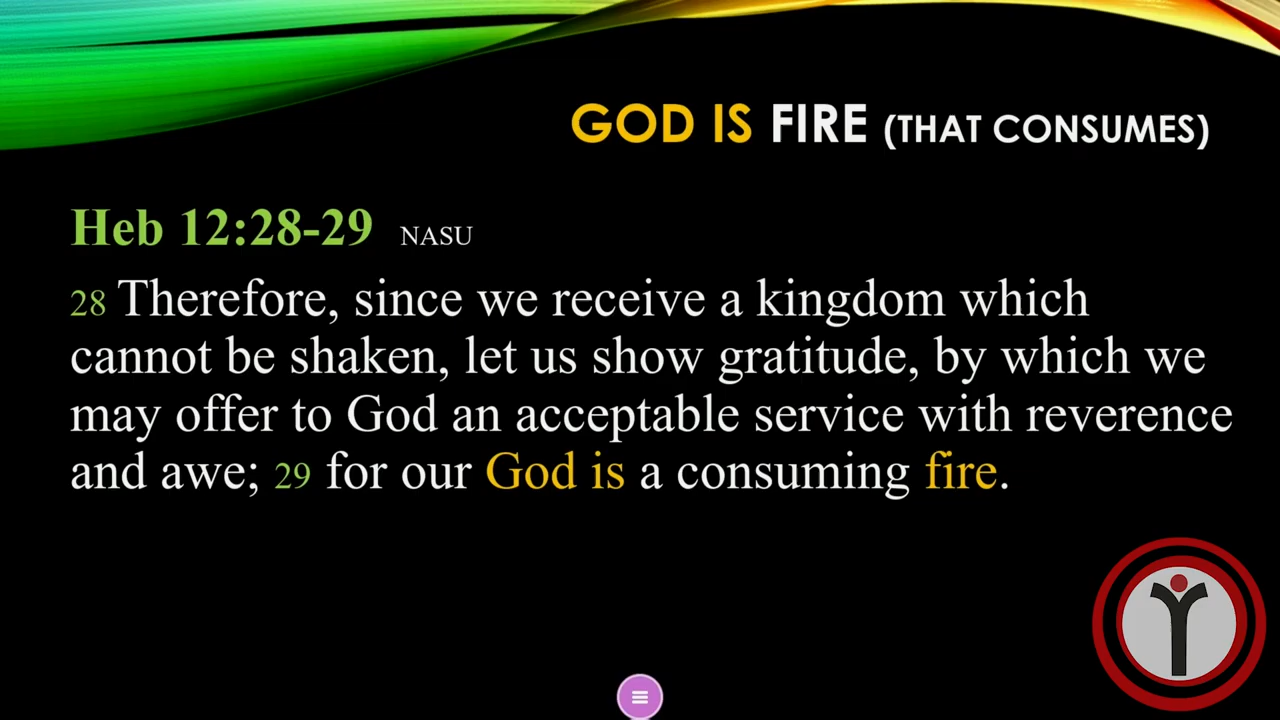 GOD IS FIRE (THAT CONSUMES)
Heb 12:28-29 NASU
28 Therefore, since we receive a kingdom which
cannot be shaken, let us show gratitude, by which we
may offer to God an acceptable service with reverence
and awe; 29 for our God is a consuming fire.